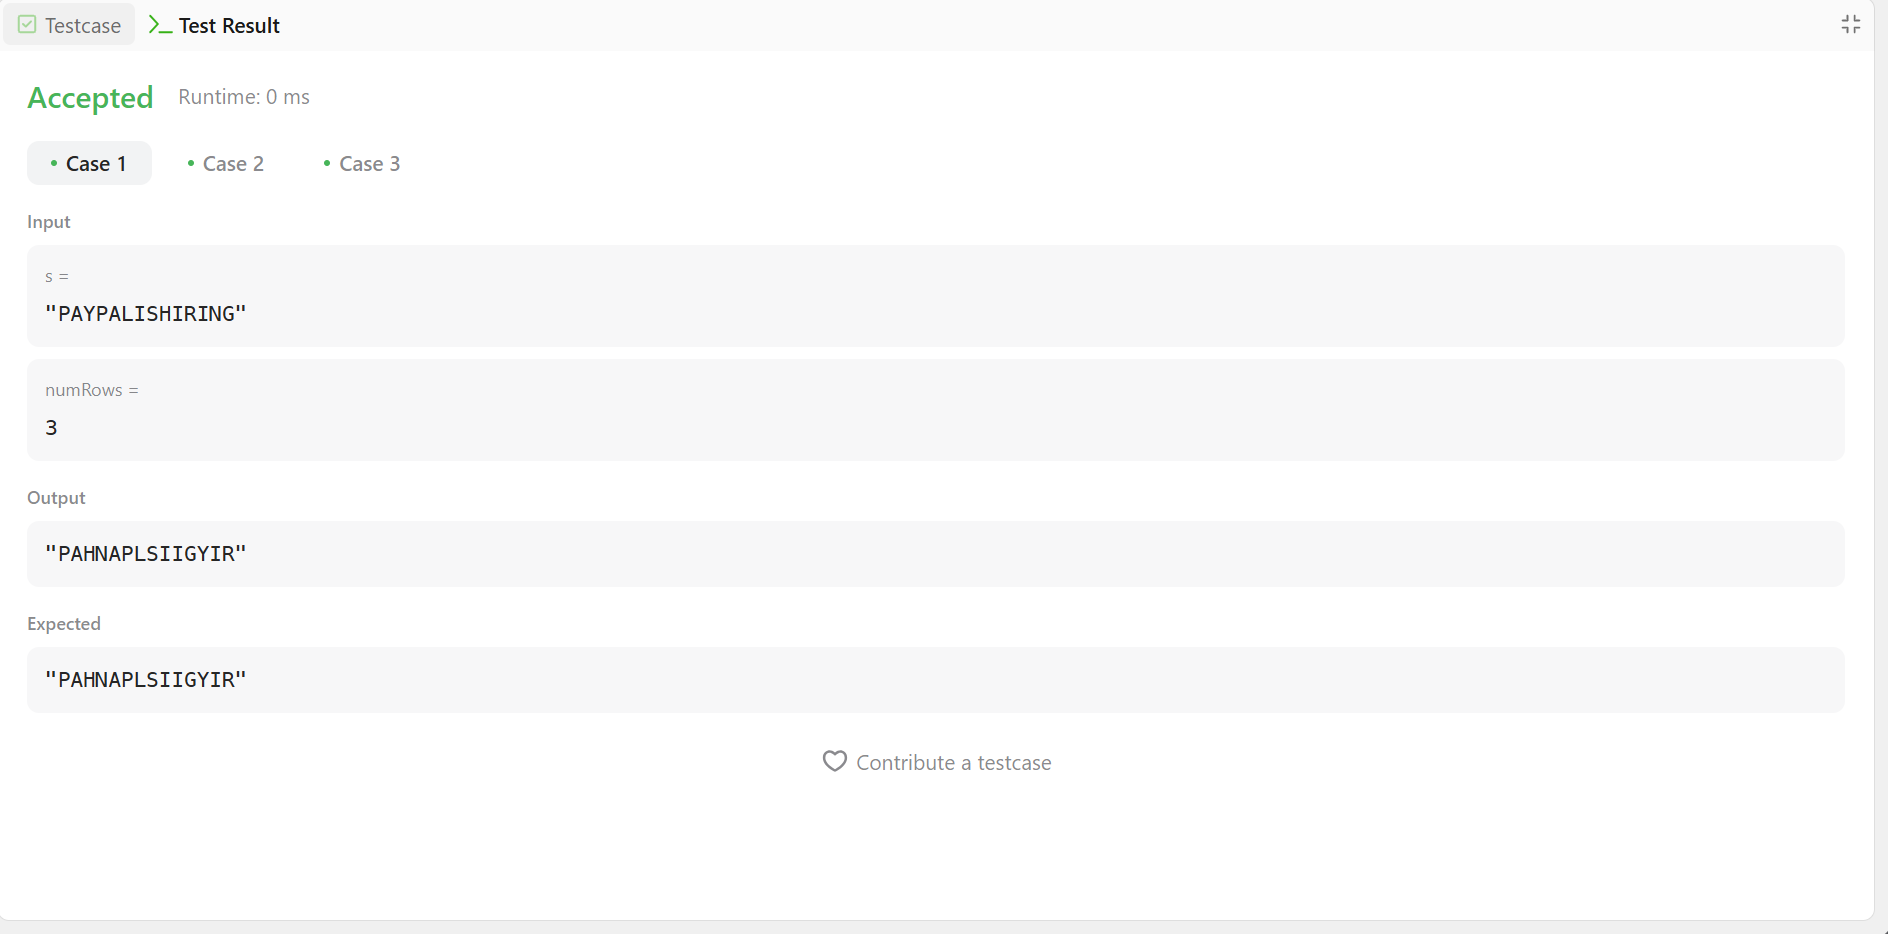 Testcase Test Result
Accepted Runtime: 0 ms
Case 1 Case 2 Case 3
Input
s =
"PAYPALISHIRING"
numRows =
3
Output
"PAHNAPLSIIGYIR"
Expected
"PAHNAPLSIIGYIR"
Contribute a testcase